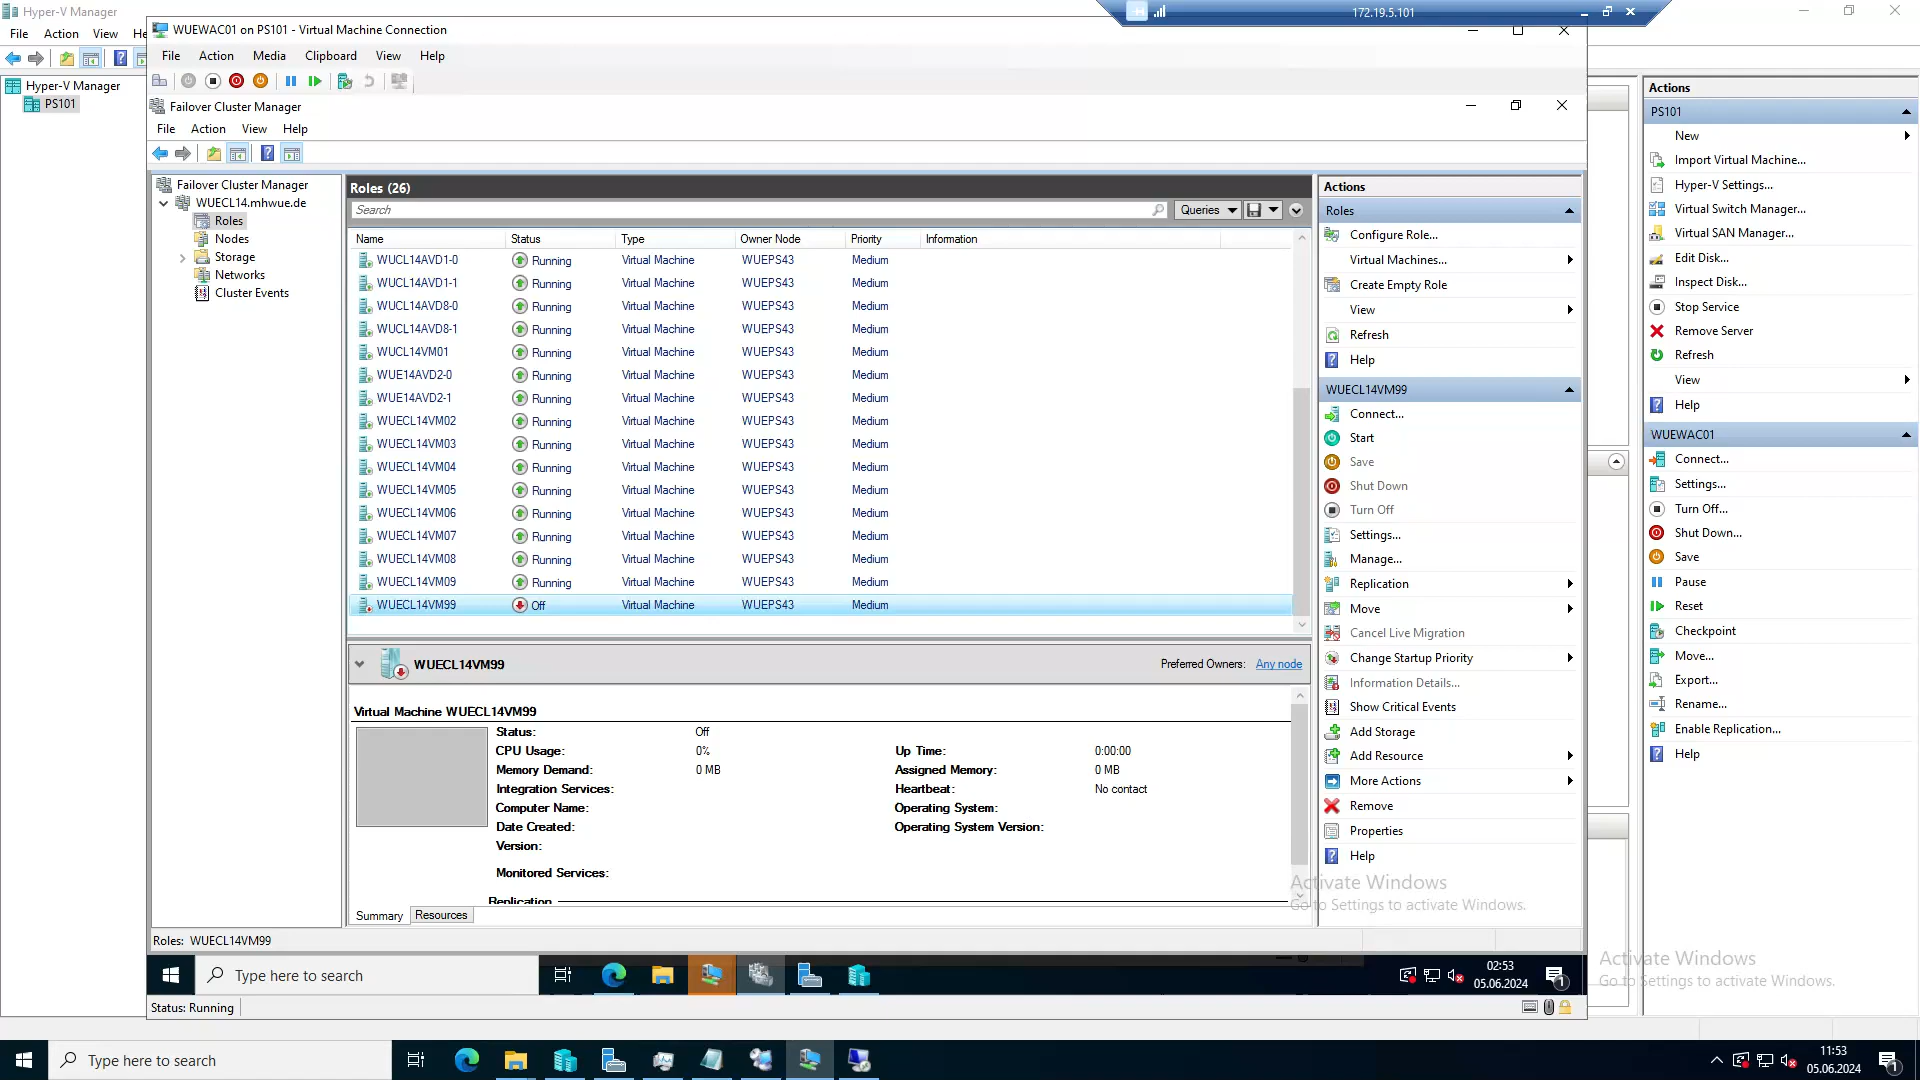 Hyper-V Manager
172.19.5.101
File Action View He
WUEWAC01 on PS101 - Virtual Machine Connection
File Action Media Clipboard View Help
Hyper-V Manager
PS101
Failover Cluster Manager
File Action View Help
Failover Cluster Manager
WUECL14.mhwue.de
Roles
Nodes
Storage
Networks
Cluster Events
Roles (26)
Search
Queries
Name Status Type Owner Node Priority Information
WUCL14AVD1-0 Running Virtual Machine WUEPS43 Medium
WUCL14AVD1-1 Running Virtual Machine WUEPS43 Medium
WUCL14AVD8-0 Running Virtual Machine WUEPS43 Medium
WUCL14AVD8-1 Running Virtual Machine WUEPS43 Medium
WUCL14VM01 Running Virtual Machine WUEPS43 Medium
WUE14AVD2-0 Running Virtual Machine WUEPS43 Medium
WUE14AVD2-1 Running Virtual Machine WUEPS43 Medium
WUECL14VM02 Running Virtual Machine WUEPS43 Medium
WUECL14VM03 Running Virtual Machine WUEPS43 Medium
WUECL14VM04 Running Virtual Machine WUEPS43 Medium
WUECL14VM05 Running Virtual Machine WUEPS43 Medium
WUECL14VM06 Running Virtual Machine WUEPS43 Medium
WUECL14VM07 Running Virtual Machine WUEPS43 Medium
WUECL14VM08 Running Virtual Machine WUEPS43 Medium
WUECL14VM09 Running Virtual Machine WUEPS43 Medium
WUECL14VM99 Off Virtual Machine WUEPS43 Medium
WUECL14VM99
Preferred Owners: Any node
Virtual Machine WUECL14VM99
Status: Off
CPU Usage: 0% Up Time: 0:00:00
Memory Demand: 0 MB Assigned Memory: 0 MB
Integration Services: Heartbeat: No contact
Computer Name: Operating System:
Date Created: Operating System Version:
Version:
Monitored Services:
Replication
Summary Resources
Roles: WUECL14VM99
Actions
Roles
Configure Role...
Virtual Machines...
Create Empty Role
View
Refresh
Help
WUECL14VM99
Connect...
Start
Save
Shut Down
Turn Off
Settings...
Manage...
Replication
Move
Cancel Live Migration
Change Startup Priority
Information Details...
Show Critical Events
Add Storage
Add Resource
More Actions
Remove
Properties
Help
Activate Windows
Go to Settings to activate Windows.
Type here to search
02:53
05.06.2024
1
Status: Running
Actions
PS101
New
Import Virtual Machine...
Hyper-V Settings...
Virtual Switch Manager...
Virtual SAN Manager...
Edit Disk...
Inspect Disk...
Stop Service
Remove Server
Refresh
View
Help
WUEWAC01
Connect...
Settings...
Turn Off...
Shut Down...
Save
Pause
Reset
Checkpoint
Move...
Export...
Rename...
Enable Replication...
Help
Activate Windows
Go to Settings to activate Windows.
Type here to search
11:53
05.06.2024
1